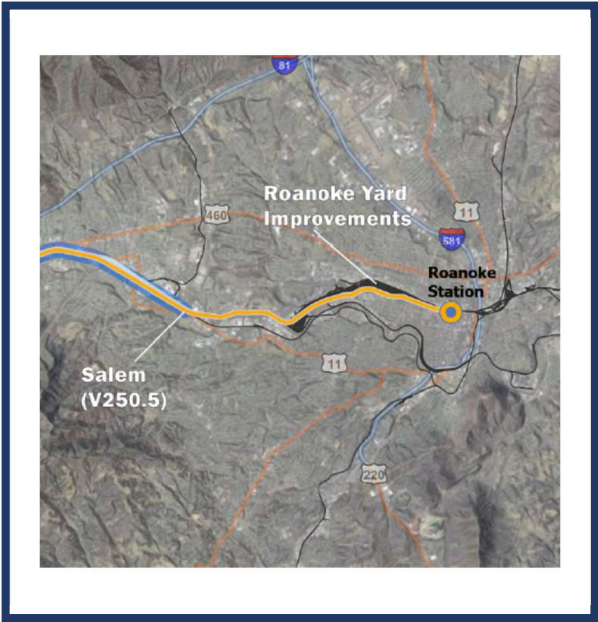 81
Roanoke Yard
Improvements
460
11
581
Roanoke
Station
11
Salem
(V250.5)
220